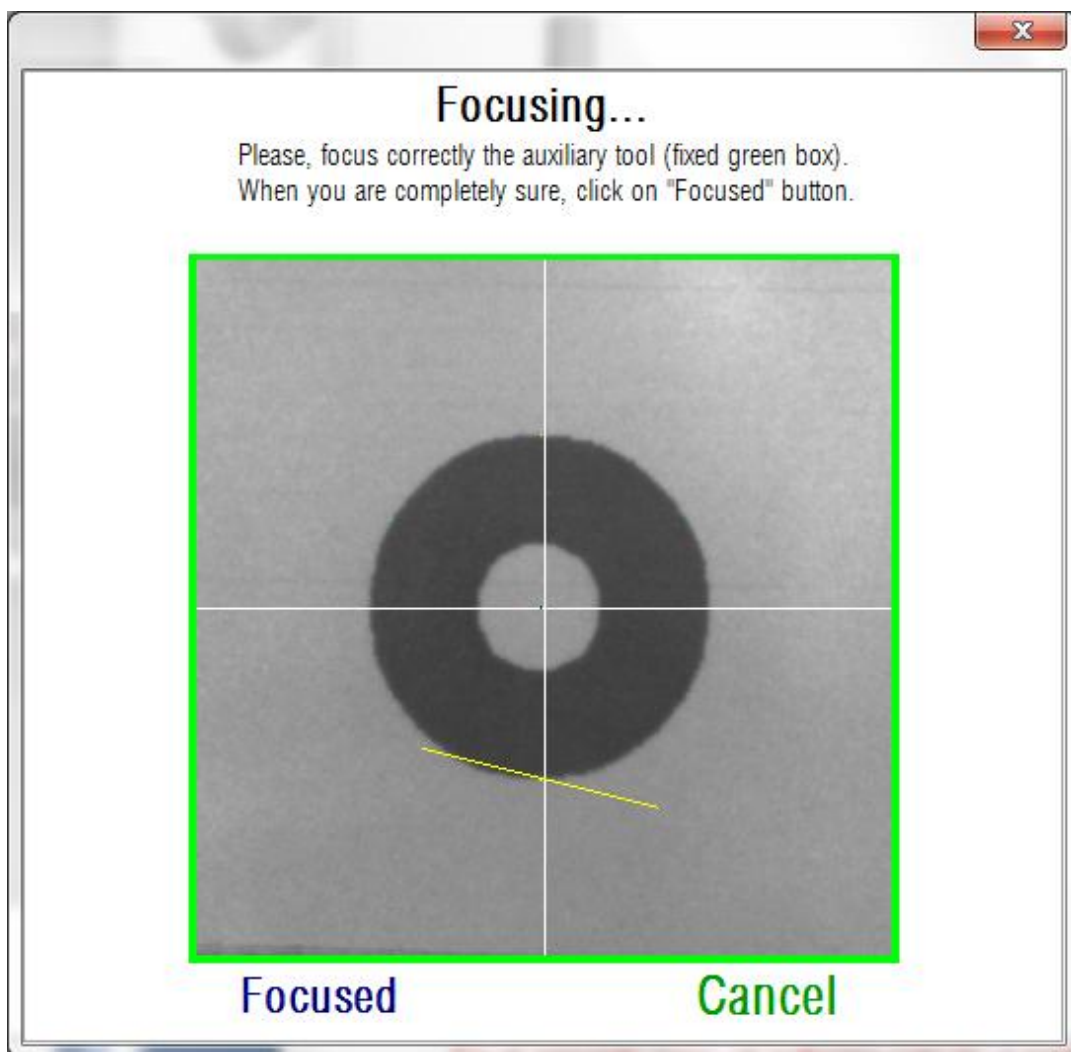 Focusing...
Please, focus correctly the auxiliary tool (fixed green box).
When you are completely sure, click on "Focused" button.
Focused
Cancel